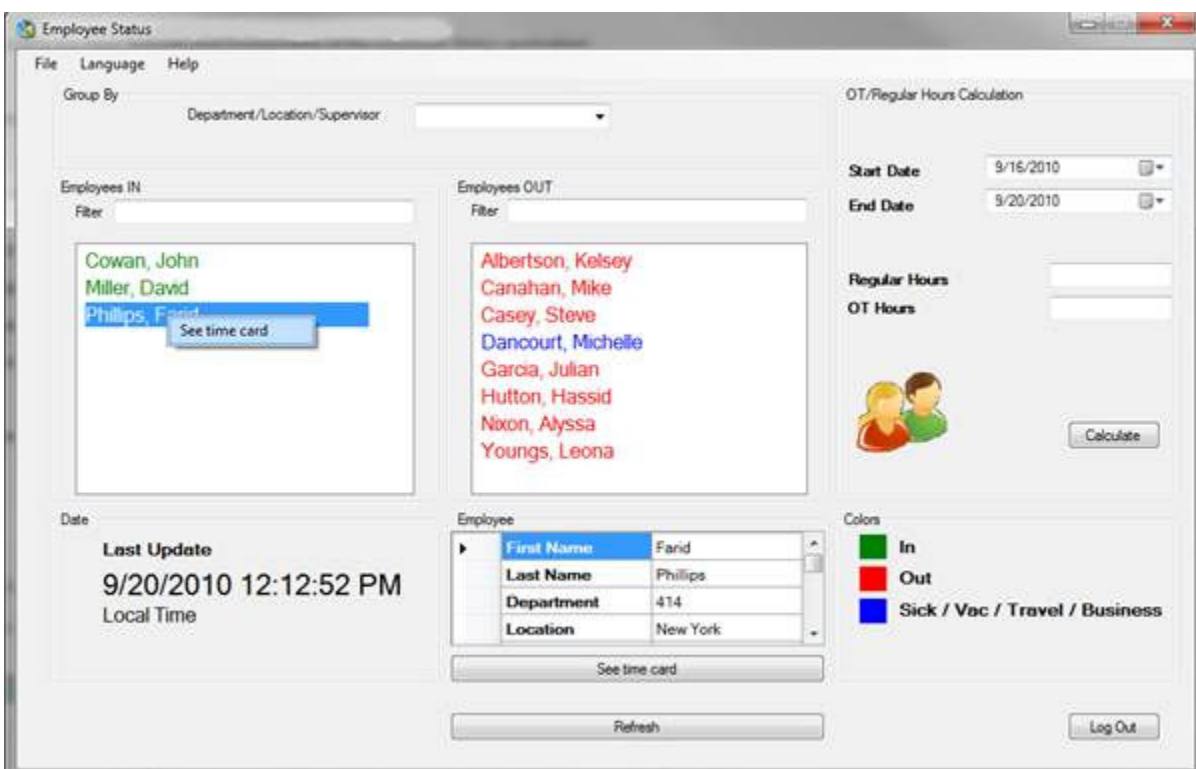 Employee Status
File Language Help
Group By
Department/Location/Supervisor
Employees IN
Filter
Cowan, John
Miller, David
Phillips,
See time card
Employees OUT
Filter
Albertson, Kelsey
Canahan, Mike
Casey, Steve
Dancourt, Michelle
Garcia, Julian
Hutton, Hassid
Nixon, Alyssa
Youngs, Leona
OT/Regular Hours Calculation
Start Date 9/16/2010
End Date 9/20/2010
Regular Hours
OT Hours
Calculate
Date
Last Update
9/20/2010 12:12:52 PM
Local Time
Employee
First Name Farid
Last Name Phillips
Department 414
Location New York
See time card
Refresh
Colors
In
Out
Sick / Vac / Travel / Business
Log Out